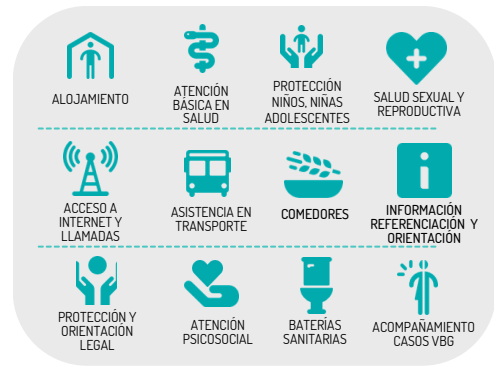 ALOJAMIENTO
ATENCIÓN
BÁSICA EN
SALUD
PROTECCIÓN
NIÑOS, NIÑAS
ADOLESCENTES
SALUD SEXUAL Y
REPRODUCTIVA
ACCESO A
INTERNET Y
LLAMADAS
ASISTENCIA EN
TRANSPORTE
COMEDORES
INFORMACIÓN
REFERENCIACIÓN Y
ORIENTACIÓN
PROTECCIÓN Y
ORIENTACIÓN
LEGAL
ATENCIÓN
PSICOSOCIAL
BATERÍAS
SANITARIAS
ACOMPAÑAMIENTO
CASOS VBG